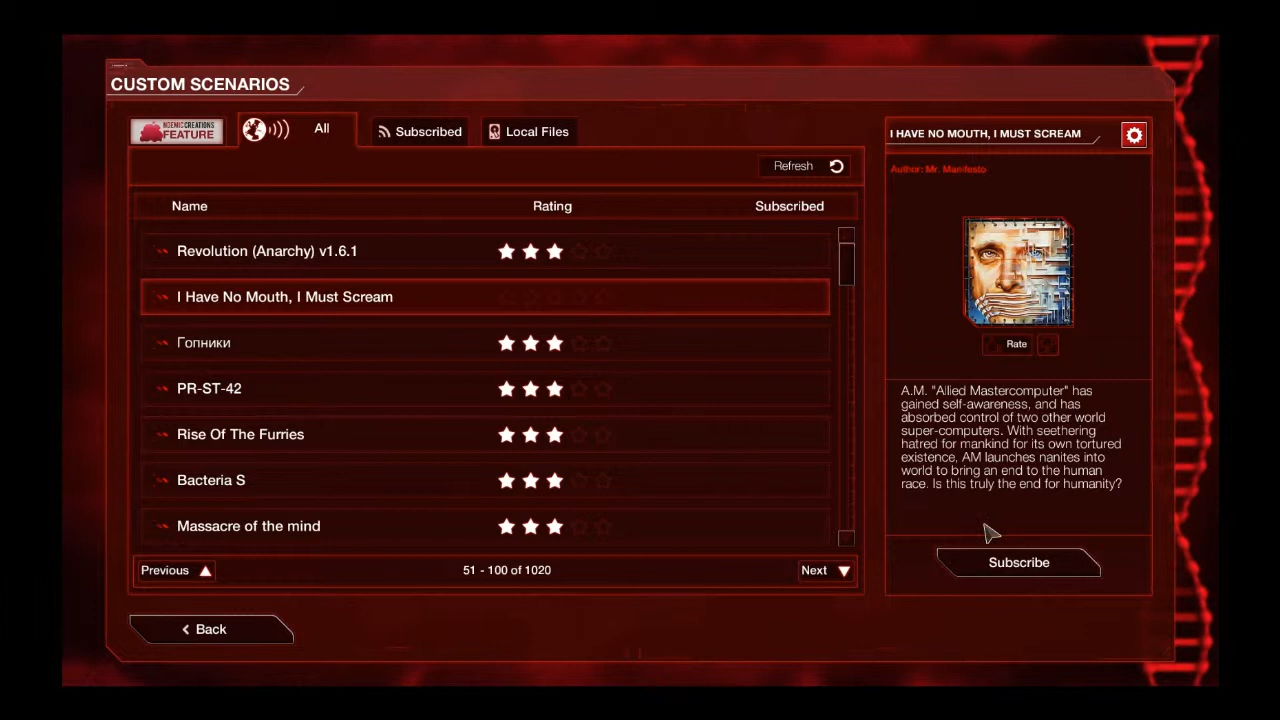 CUSTOM SCENARIOS
NDEMIC CREATIONS
FEATURE
All
Subscribed
Local Files
Refresh
Name Rating Subscribed
Revolution (Anarchy) v1.6.1
I Have No Mouth, I Must Scream
Гопники
PR-ST-42
Rise Of The Furries
Bacteria S
Massacre of the mind
Previous 51 - 100 of 1020 Next
< Back
I HAVE NO MOUTH, I MUST SCREAM
Author: Mr. Manifesto
Rate
A.M. "Allied Mastercomputer" has
gained self-awareness, and has
absorbed control of two other world
super-computers. With seethering
hatred for mankind for its own tortured
existence, AM launches nanites into
world to bring an end to the human
race. Is this truly the end for humanity?
Subscribe